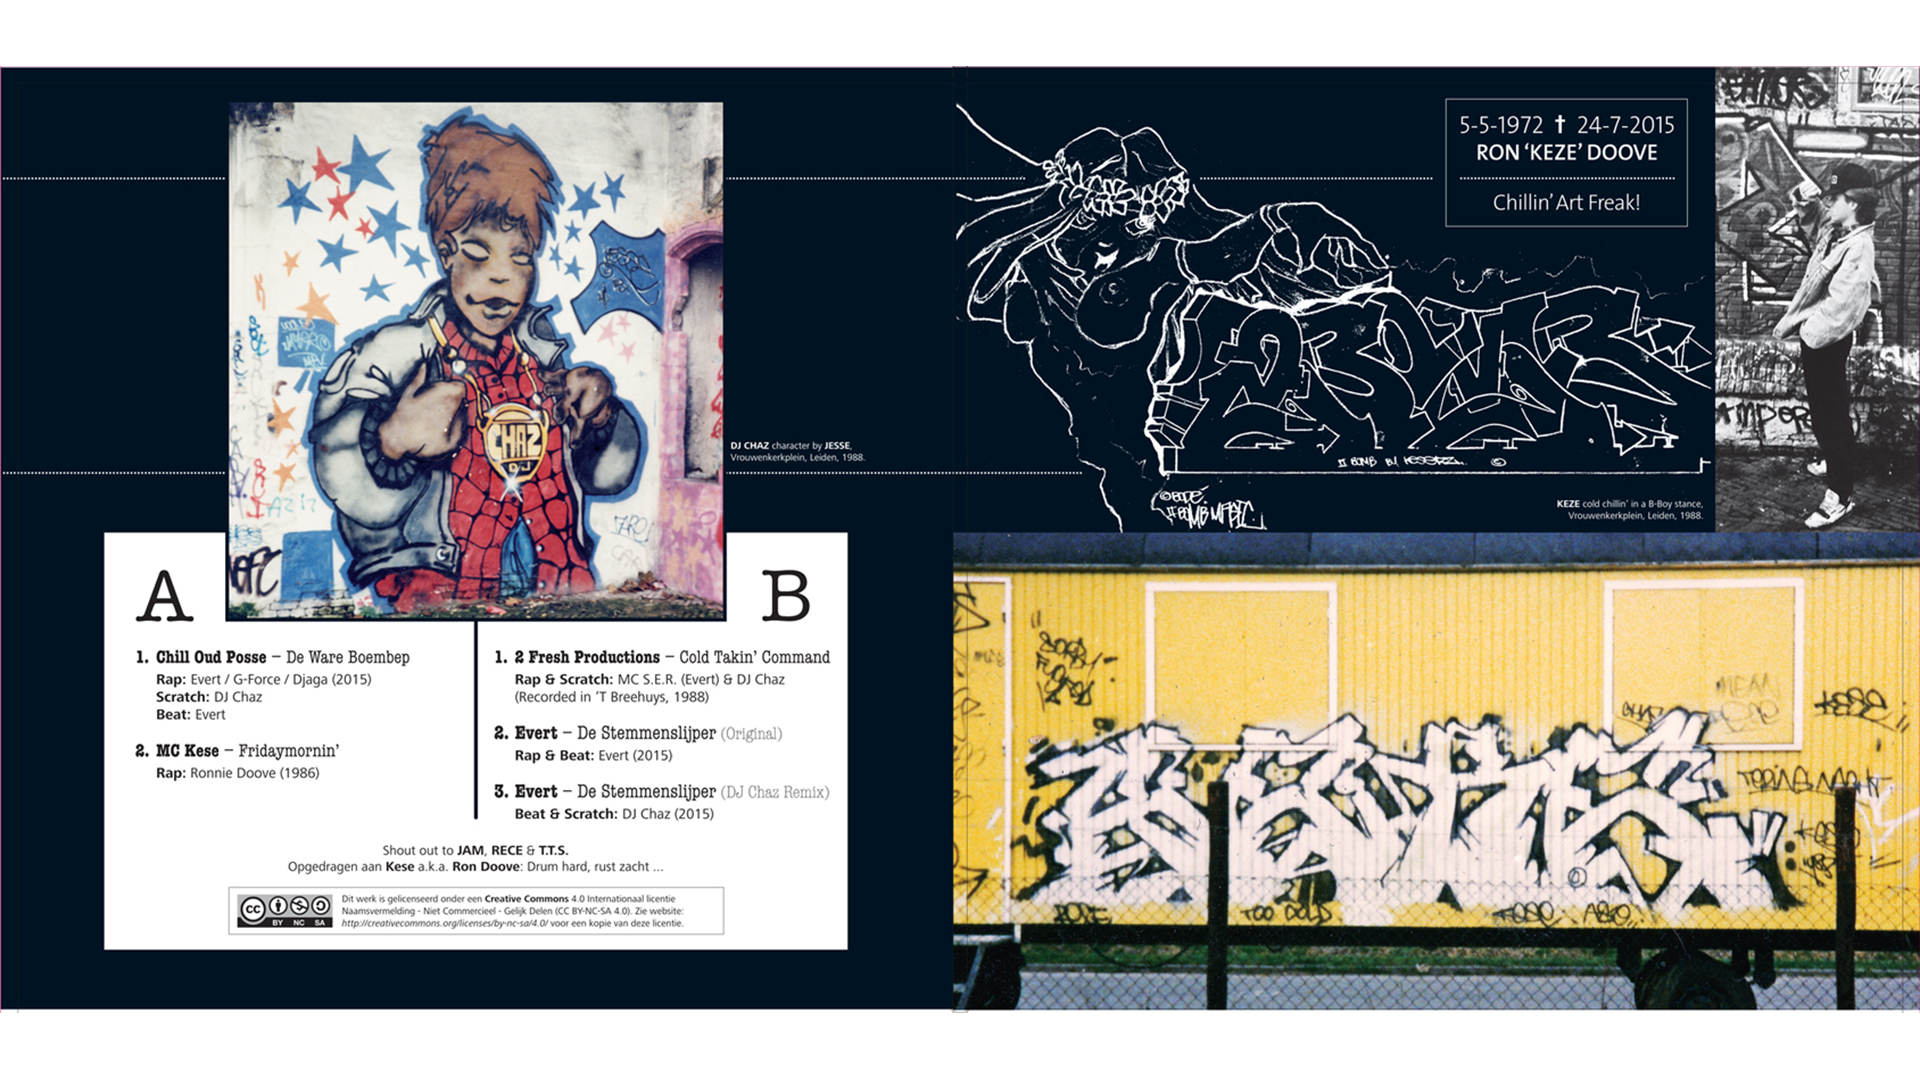 CHAZ
DJ
DJ CHAZ character by JESSE,
Vrouwenkerkplein, Leiden, 1988.
A
B
1. Chill Oud Posse – De Ware Boembep
Rap: Evert / G-Force / Djaga (2015)
Scratch: DJ Chaz
Beat: Evert
2. MC Kese – Fridaymornin’
Rap: Ronnie Doove (1986)
1. 2 Fresh Productions – Cold Takin’ Command
Rap & Scratch: MC S.E.R. (Evert) & DJ Chaz
(Recorded in ’T Breehuys, 1988)
2. Evert – De Stemmenslijper (Original)
Rap & Beat: Evert (2015)
3. Evert – De Stemmenslijper (DJ Chaz Remix)
Beat & Scratch: DJ Chaz (2015)
Shout out to JAM, RECE & T.T.S.
Opgedragen aan Kese a.k.a. Ron Doove: Drum hard, rust zacht ...
cc
BY NC SA
Dit werk is gelicenseerd onder een Creative Commons 4.0 Internationaal licentie
Naamsvermelding - Niet Commercieel - Gelijk Delen (CC BY-NC-SA 4.0). Zie website:
http://creativecommons.org/licenses/by-nc-sa/4.0/ voor een kopie van deze licentie.
5-5-1972 ✝ 24-7-2015
RON ‘KEZE’ DOOVE
Chillin’ Art Freak!
©BODÉ
KEZE cold chillin’ in a B-Boy stance,
Vrouwenkerkplein, Leiden, 1988.
TOO COLD